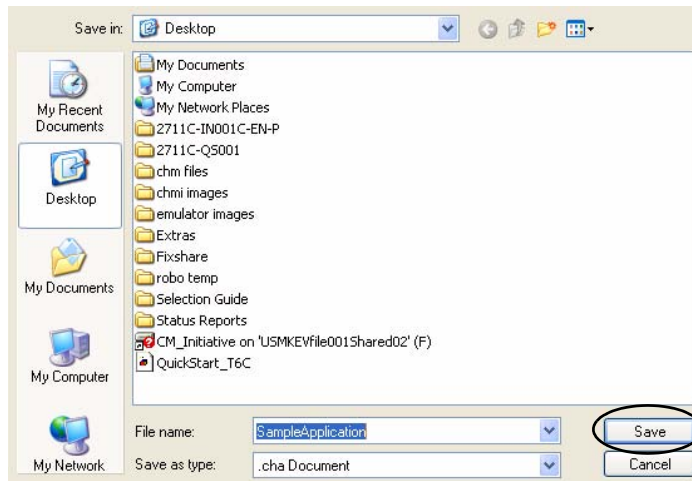 Save in:
Desktop
My Recent
Documents
Desktop
My Documents
My Computer
My Network
My Documents
My Computer
My Network Places
2711C-IN001C-EN-P
2711C-QS001
chm files
chmi images
emulator images
Extras
Fixshare
robo temp
Selection Guide
Status Reports
CM_Initiative on 'USMKEVfile001Shared02' (F)
QuickStart_T6C
File name:
SampleApplication
Save
Save as type:
.cha Document
Cancel